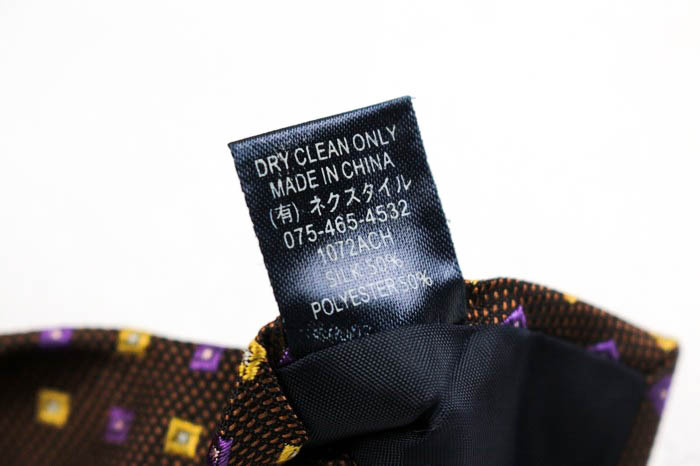 DRY CLEAN ONLY
MADE IN CHINA
(有) ネクスタイル
075-465-4532
1072ACH
SILK 50%
POLYESTER 50%